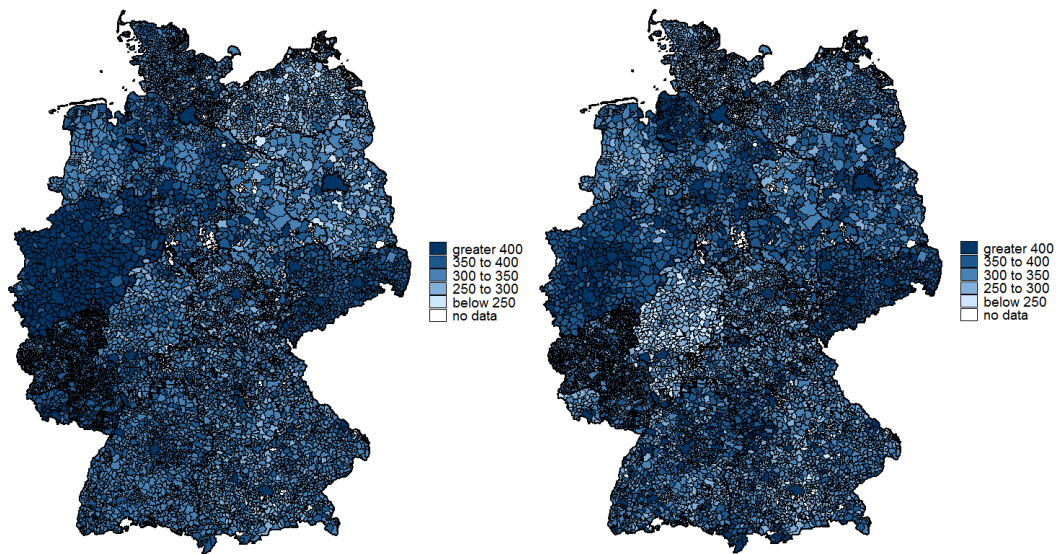 greater 400
350 to 400
300 to 350
250 to 300
below 250
no data
greater 400
350 to 400
300 to 350
250 to 300
below 250
no data